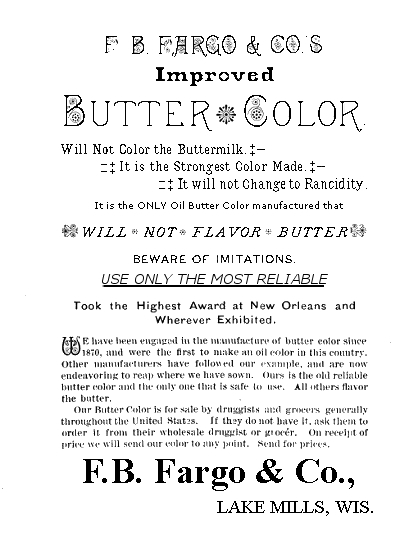 F. B. FARGO & CO.'S
Improved
BUTTER COLOR.
Will Not Color the Buttermilk.
It is the Strongest Color Made.
It will not Change to Rancidity.
It is the ONLY Oil Butter Color manufactured that
WILL * NOT * FLAVOR * BUTTER
BEWARE OF IMITATIONS.
USE ONLY THE MOST RELIABLE
Took the Highest Award at New Orleans and
Wherever Exhibited.
WE have been engaged in the manufacture of butter color since
1870, and were the first to make an oil color in this country.
Other manufacturers have followed our example, and are now
endeavoring to reap where we have sown. Ours is the old reliable
butter color and the only one that is safe to use. All others flavor
the butter.
Our Butter Color is for sale by druggists and grocers generally
throughout the United States. If they do not have it, ask them to
order it from their wholesale druggist or grocer. On receipt of
price we will send our color to any point. Send for prices.
F.B. Fargo & Co.,
LAKE MILLS, WIS.